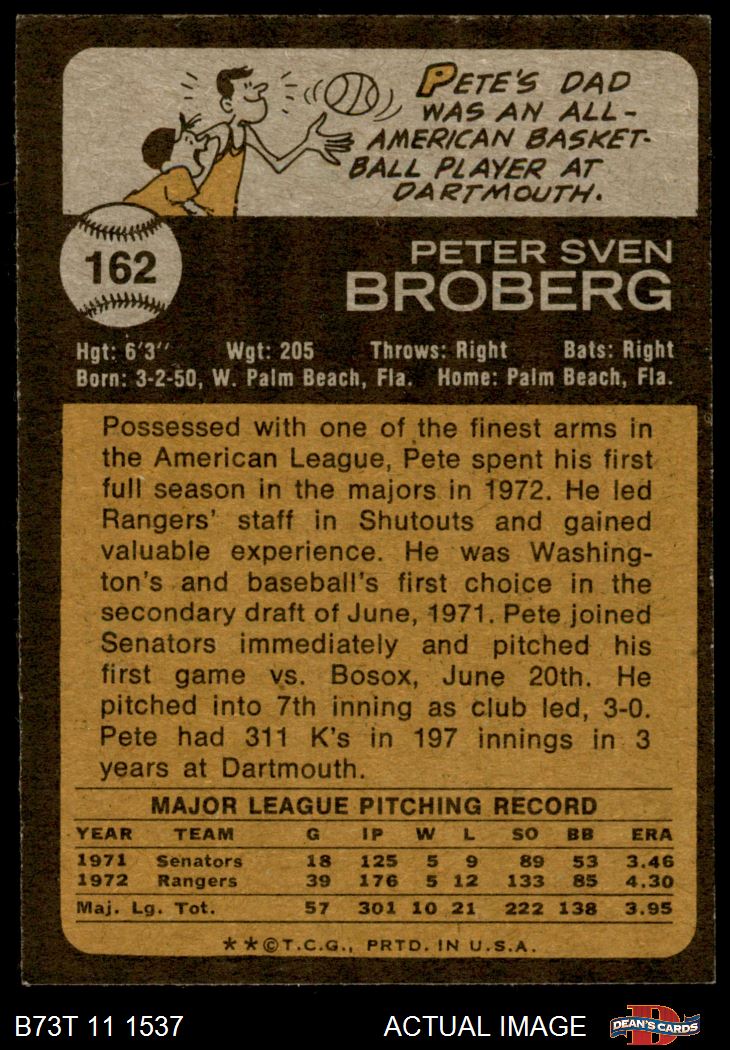 PETE'S DAD
WAS AN ALL-
AMERICAN BASKET-
BALL PLAYER AT
DARTMOUTH.
162
PETER SVEN
BROBERG
Hgt: 6'3" Wgt: 205 Throws: Right Bats: Right
Born: 3-2-50, W. Palm Beach, Fla. Home: Palm Beach, Fla.
Possessed with one of the finest arms in
the American League, Pete spent his first
full season in the majors in 1972. He led
Rangers' staff in Shutouts and gained
valuable experience. He was Washing-
ton's and baseball's first choice in the
secondary draft of June, 1971. Pete joined
Senators immediately and pitched his
first game vs. Bosox, June 20th. He
pitched into 7th inning as club led, 3-0.
Pete had 311 K's in 197 innings in 3
years at Dartmouth.
MAJOR LEAGUE PITCHING RECORD
YEAR TEAM G IP W L SO BB ERA
1971 Senators 18 125 5 9 89 53 3.46
1972 Rangers 39 176 5 12 133 85 4.30
Maj. Lg. Tot. 57 301 10 21 222 138 3.95
**©T.C.G., PRTD. IN U.S.A.
B73T 11 1537 ACTUAL IMAGE DEAN'S CARDS